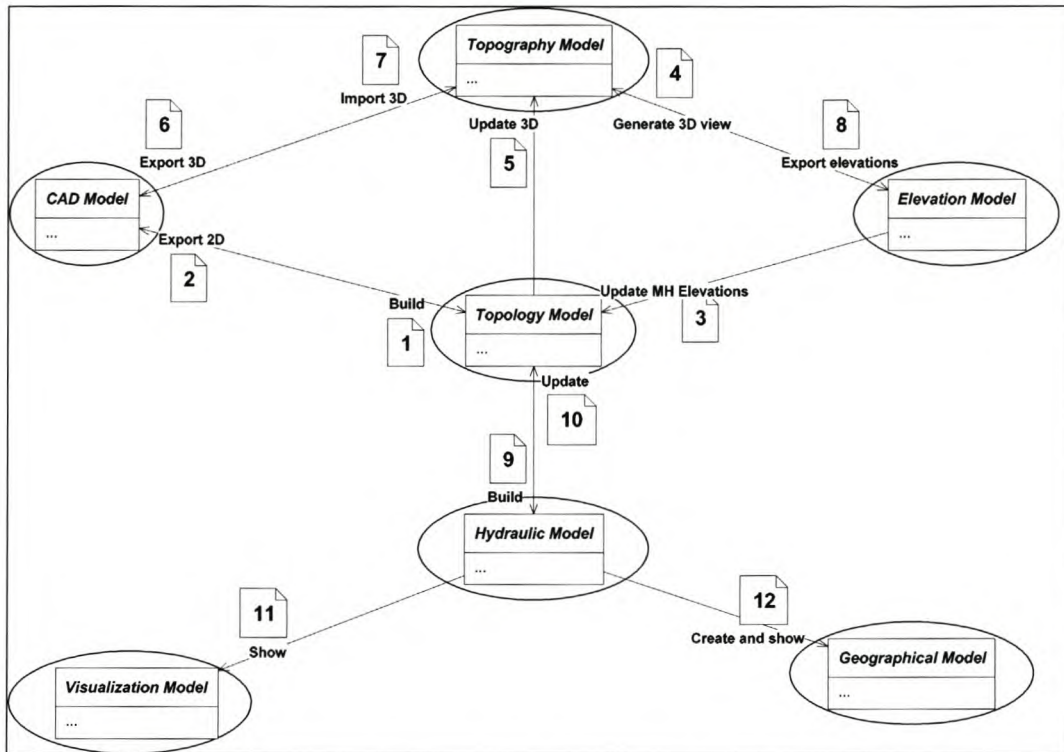 Topography Model
...
7
Import 3D
4
Generate 3D view
Update 3D
5
6
Export 3D
8
Export elevations
CAD Model
...
Elevation Model
...
Export 2D
2
Build
1
Update MH Elevations
3
Topology Model
...
Update
10
9
Build
Hydraulic Model
...
11
Show
12
Create and show
Visualization Model
...
Geographical Model
...